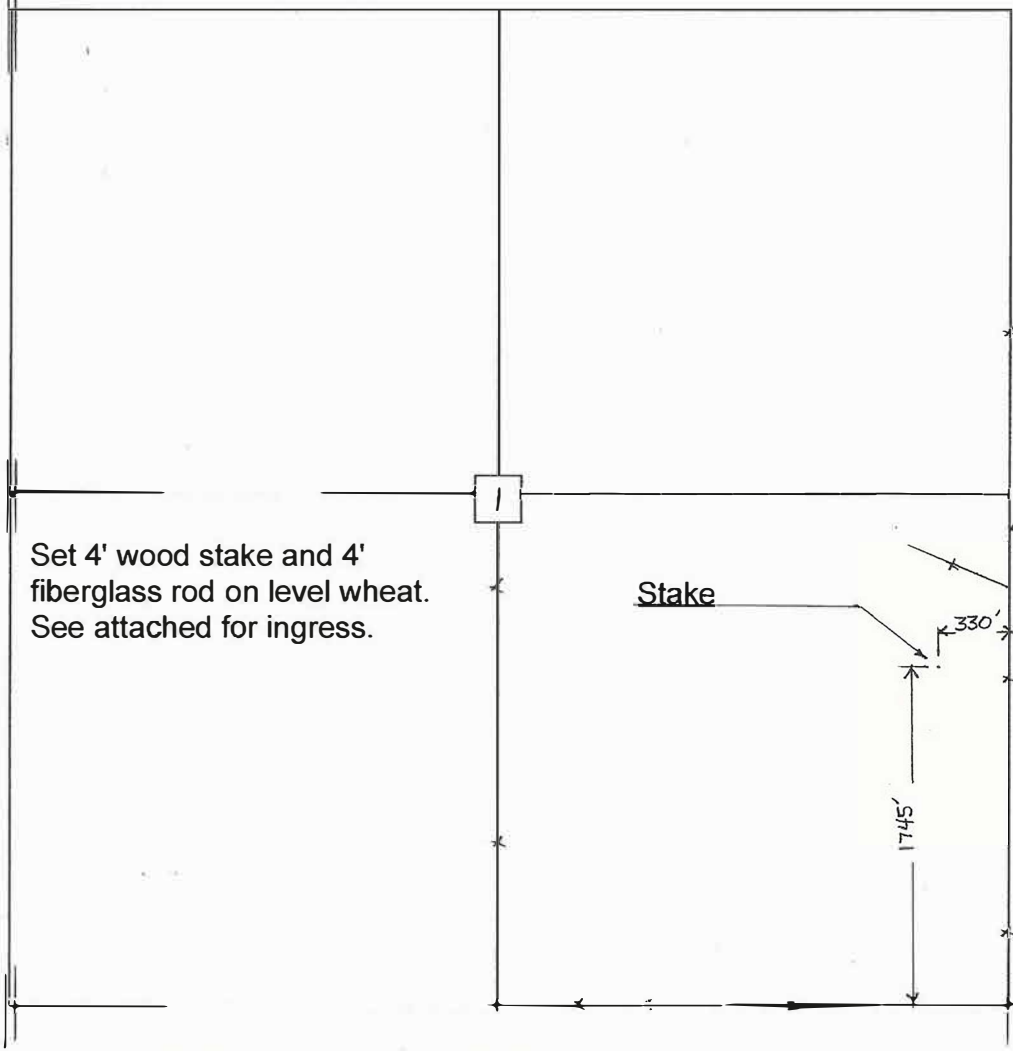 1
Set 4' wood stake and 4'
fiberglass rod on level wheat.
See attached for ingress.
Stake
330'
1745'